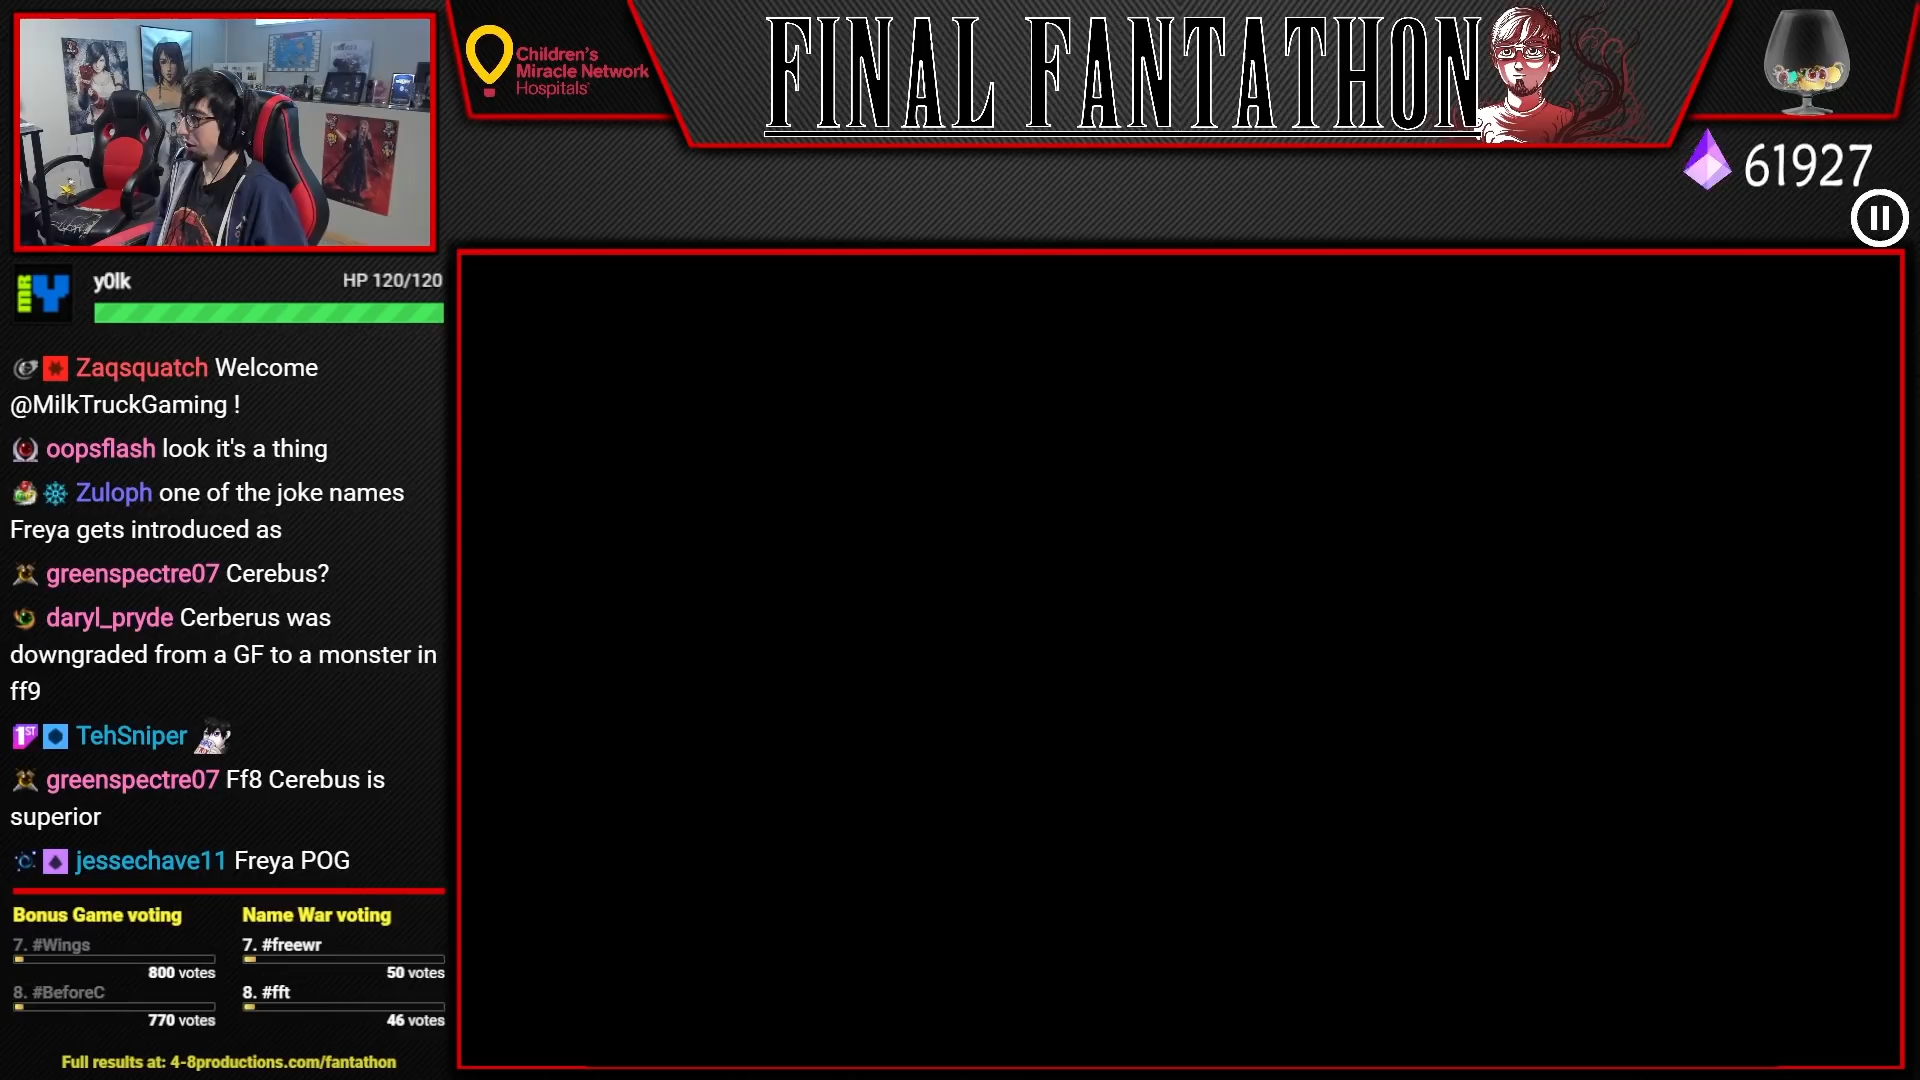 Children's
Miracle Network
Hospitals
FINAL FANTATHON
61927
MR Y
y0lk
HP 120/120
Zaqsquatch Welcome
@MilkTruckGaming !
oopsflash look it's a thing
Zuloph one of the joke names
Freya gets introduced as
greenspectre07 Cerebus?
daryl_pryde Cerberus was
downgraded from a GF to a monster in
ff9
1ST TehSniper
greenspectre07 Ff8 Cerebus is
superior
jessechave11 Freya POG
Bonus Game voting
7. #Wings
800 votes
8. #BeforeC
770 votes
Name War voting
7. #freewr
50 votes
8. #fft
46 votes
Full results at: 4-8productions.com/fantathon